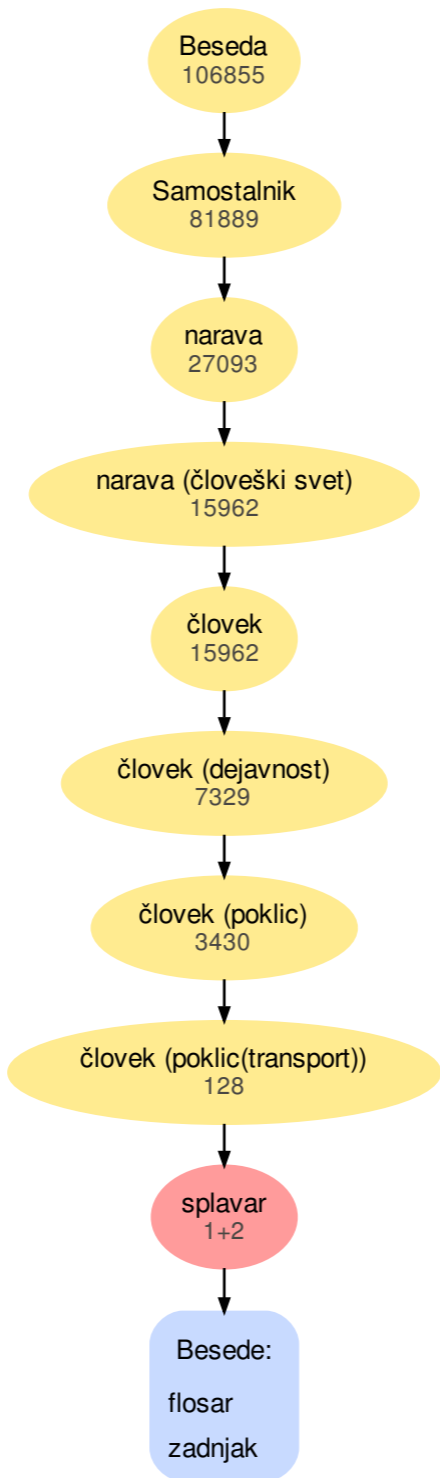 Beseda
106855
Samostalnik
81889
narava
27093
narava (človeški svet)
15962
človek
15962
človek (dejavnost)
7329
človek (poklic)
3430
človek (poklic(transport))
128
splavar
1+2
Besede:
flosar
zadnjak